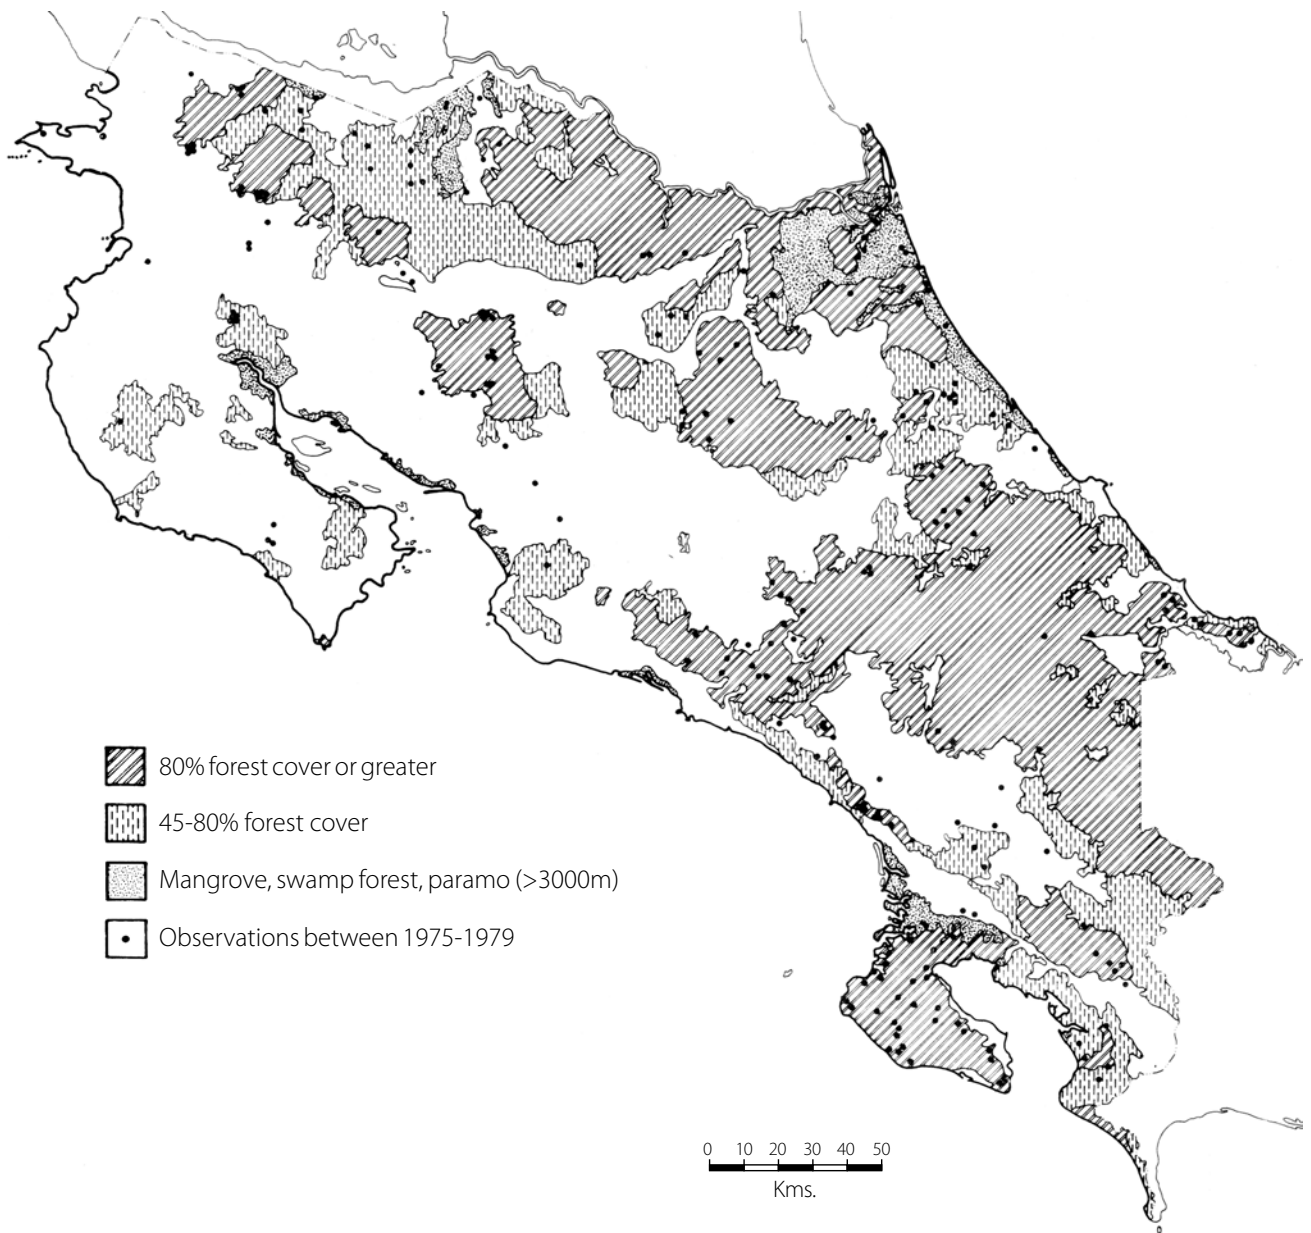 80% forest cover or greater
45-80% forest cover
Mangrove, swamp forest, paramo (>3000m)
Observations between 1975-1979
0 10 20 30 40 50
Kms.